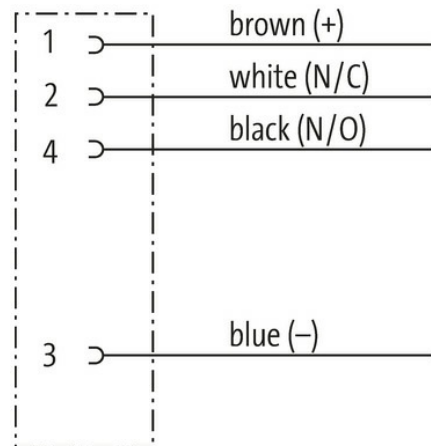 1 brown (+)
2 white (N/C)
4 black (N/O)
3 blue (–)